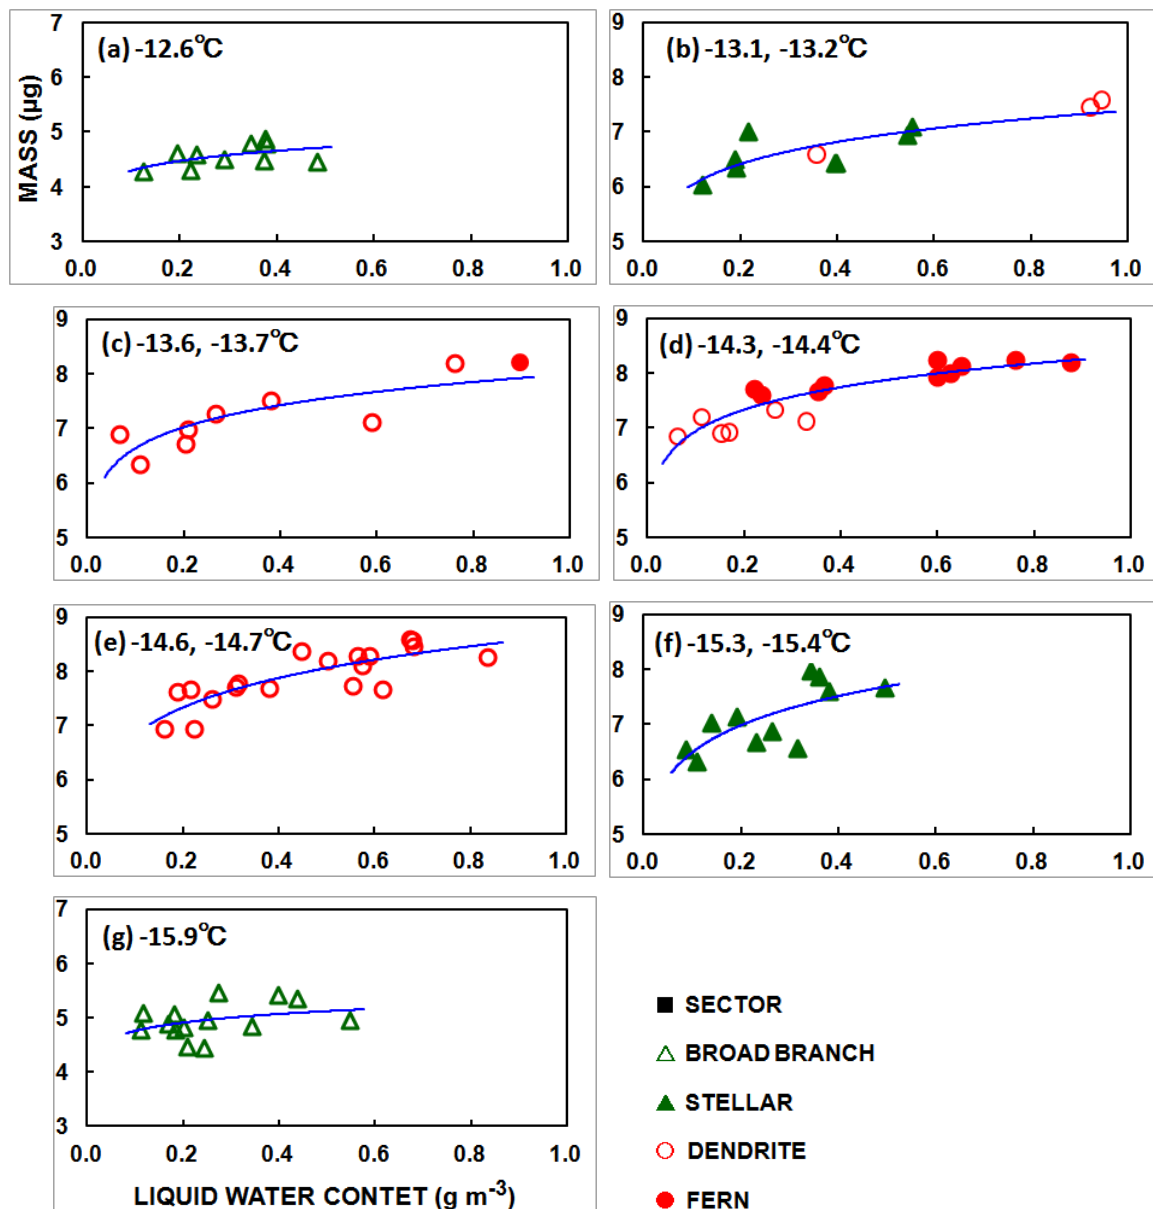 (a) -12.6°C
(b) -13.1, -13.2°C
MASS (µg)
7
6
5
4
3
0.0 0.2 0.4 0.6 0.8 1.0
9
8
7
6
5
0.0 0.2 0.4 0.6 0.8 1.0
(c) -13.6, -13.7°C
9
8
7
6
5
0.0 0.2 0.4 0.6 0.8 1.0
(d) -14.3, -14.4°C
9
8
7
6
5
0.0 0.2 0.4 0.6 0.8 1.0
(e) -14.6, -14.7°C
9
8
7
6
5
0.0 0.2 0.4 0.6 0.8 1.0
(f) -15.3, -15.4°C
9
8
7
6
5
0.0 0.2 0.4 0.6 0.8 1.0
(g) -15.9°C
7
6
5
4
3
0.0 0.2 0.4 0.6 0.8 1.0
LIQUID WATER CONTET (g m-3)
SECTOR
BROAD BRANCH
STELLAR
DENDRITE
FERN